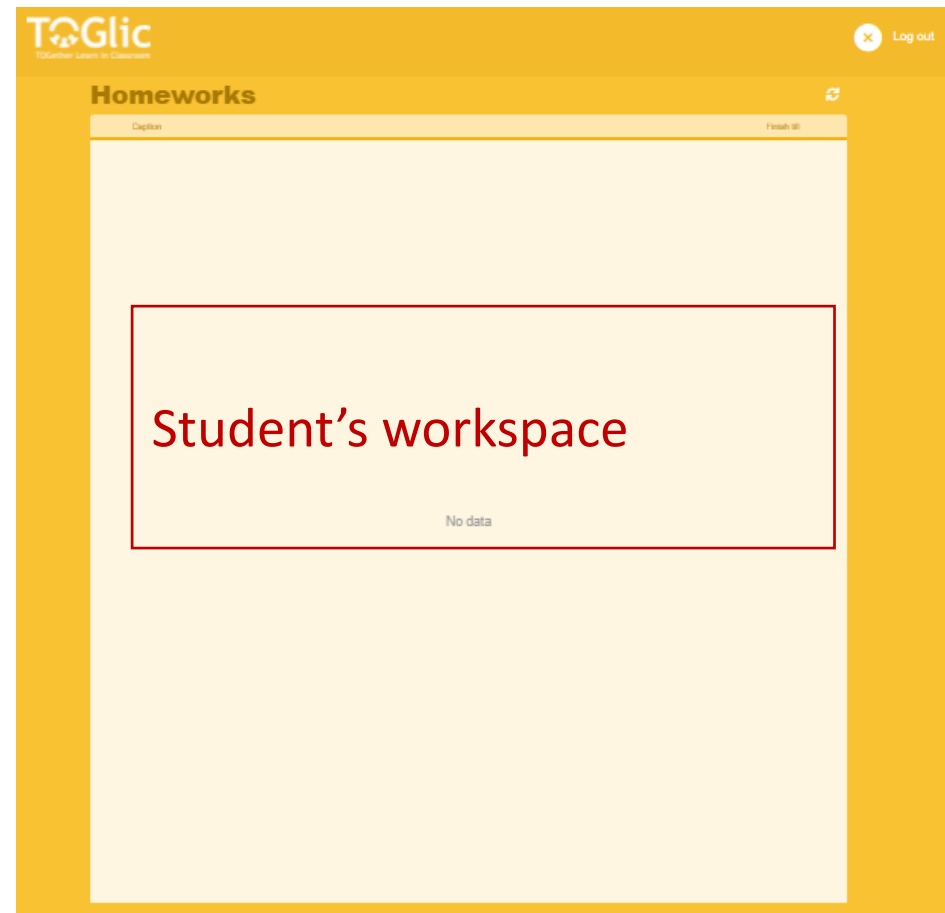 TOGlic
TOGether Learn in Classroom
Log out
Homeworks
Caption
Finish till
Student’s workspace
No data